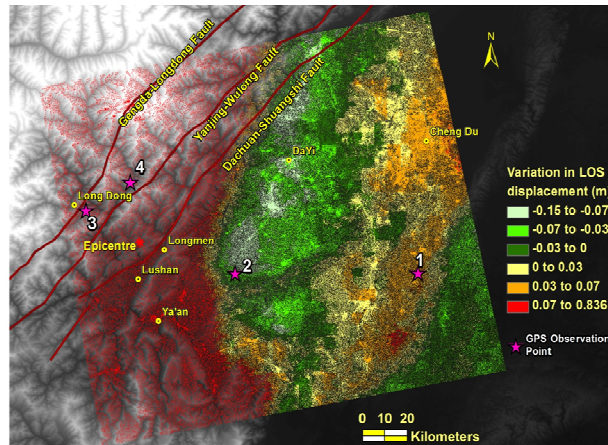 Gengda-Longdong Fault
Yanjing-Wulong Fault
Dachuan-Shuangshi Fault
Cheng Du
DaYi
4
Long Dong
3
Epicentre
Longmen
Lushan
2
1
Ya'an
Variation in LOS
displacement (m
-0.15 to -0.07
-0.07 to -0.03
-0.03 to 0
0 to 0.03
0.03 to 0.07
0.07 to 0.836
GPS Observation
Point
0 10 20
Kilometers
N